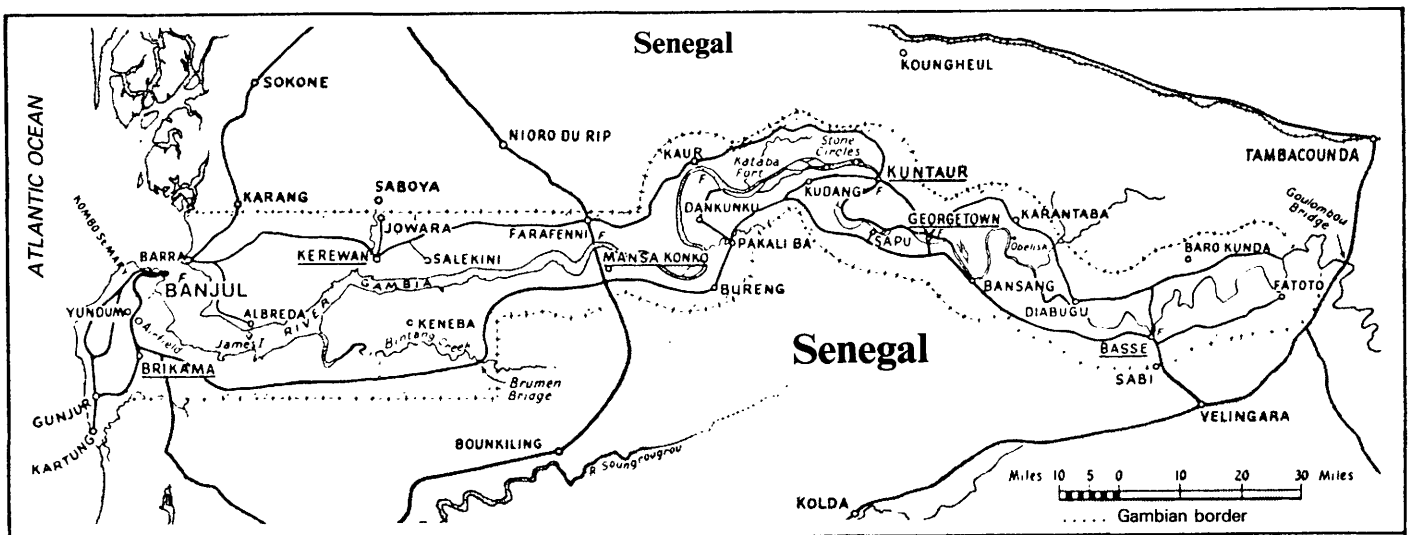 Senegal
KOUNGHEUL
SOKONE
ATLANTIC OCEAN
NIORO DU RIP
TAMBACOUNDA
KAUR
Stone
Circles
Kataba
Fort
KUNTAUR
F
SABOYA
KARANG
DANKUNKU
KUDANG
F
Goulombou
Bridge
KOMBO St MARY
JOWARA
FARAFENNI
F
GEORGETOWN
F
KARANTABA
Obelisk
BARRA
KEREWAN
SALEKINI
MANSA KONKO
PAKALI BA
SAPU
BARO KUNDA
F
BANJUL
RIVER GAMBIA
BURENG
BANSANG
DIABUGU
FATOTO
YUNDUM
Airfield
ALBREDA
James I
KENEBA
Bintang Creek
F
BASSE
BRIKAMA
Senegal
SABI
Brumen
Bridge
GUNJUR
VELINGARA
KARTUNG
BOUNKILING
R Soungrougrou
KOLDA
Miles 10 5 0 10 20 30 Miles
..... Gambian border